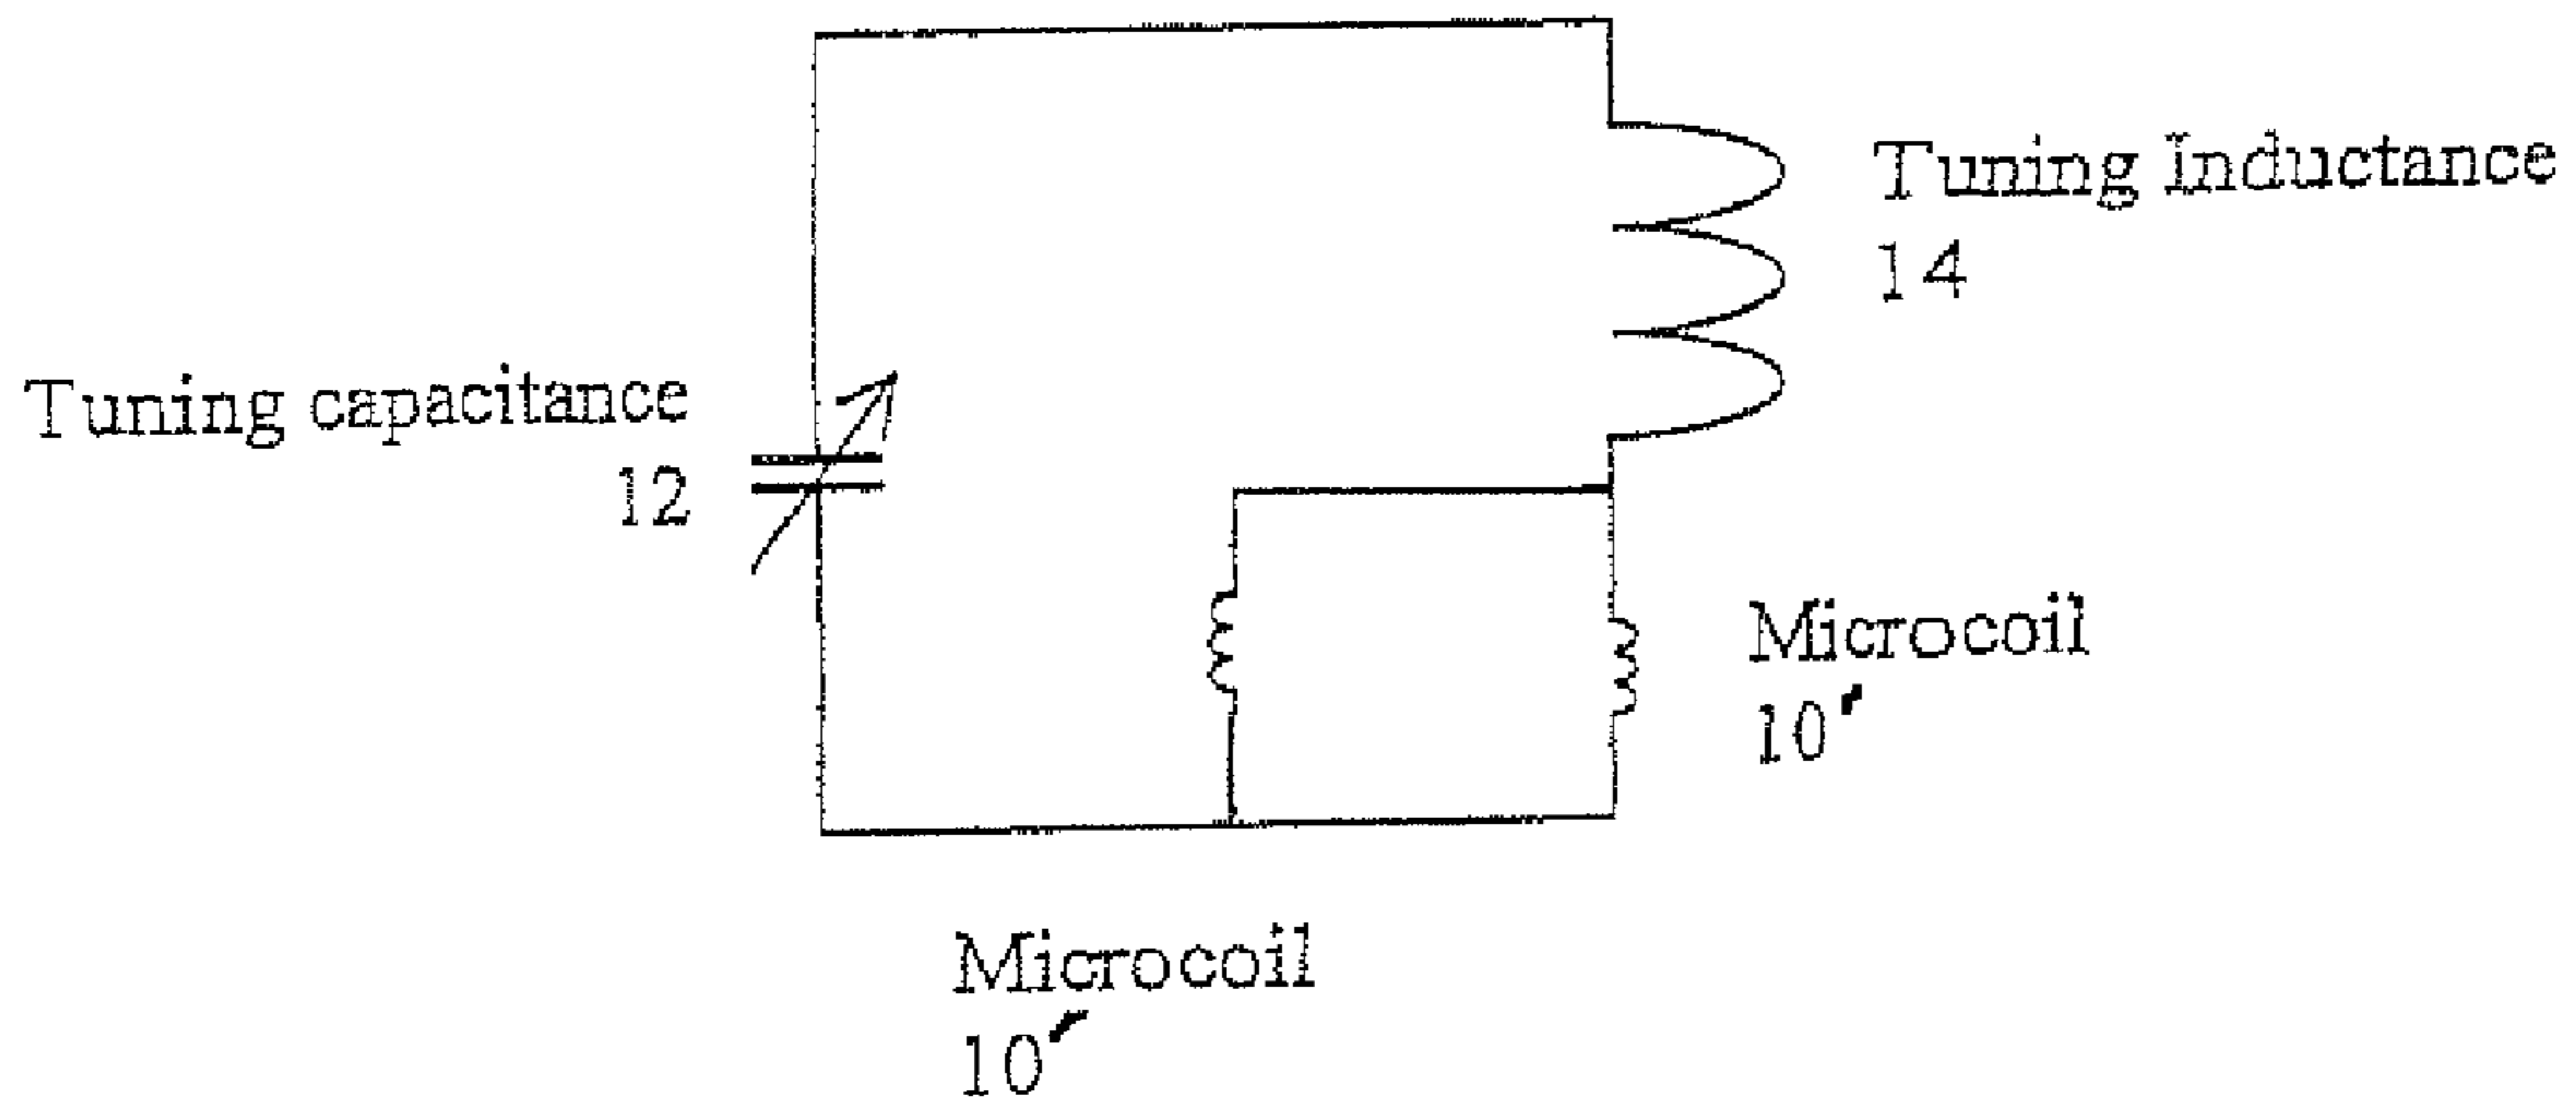 Tuning Inductance
14
Tuning capacitance
12
Microcoil
10'
Microcoil
10'